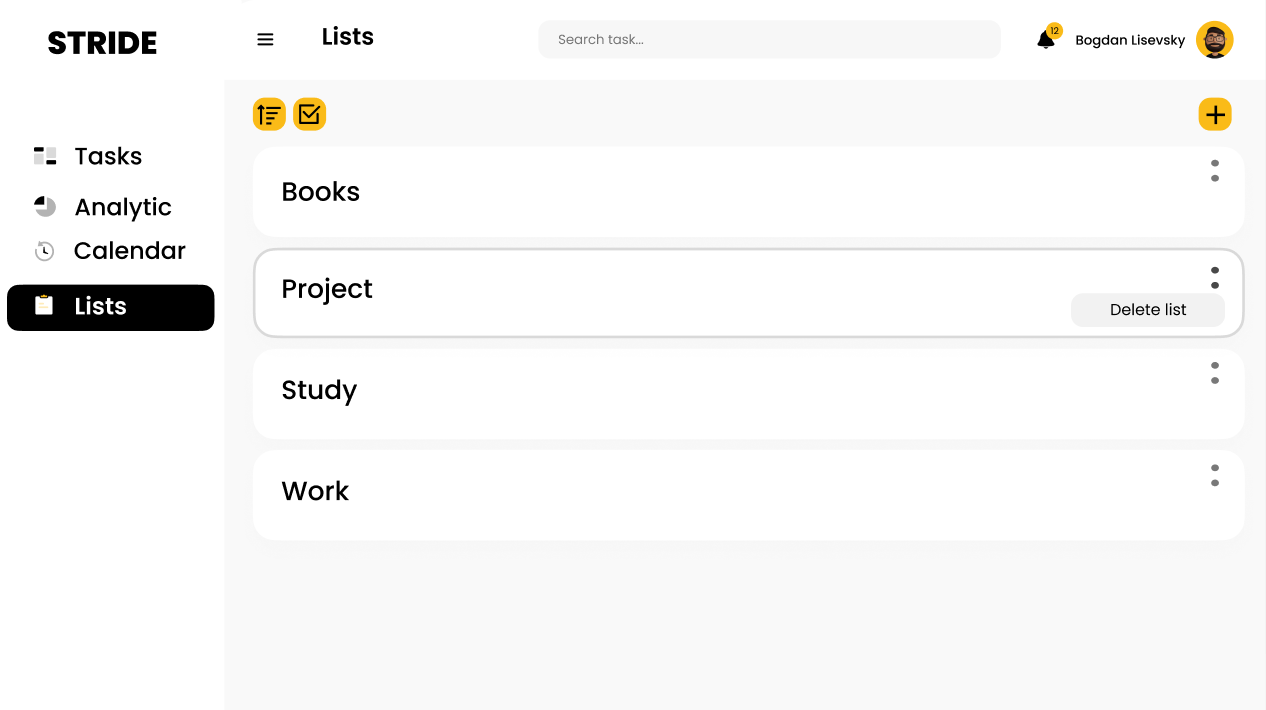 STRIDE
Lists
Search task...
12
Bogdan Lisevsky
Tasks
Analytic
Calendar
Lists
Books
Project
Delete list
Study
Work